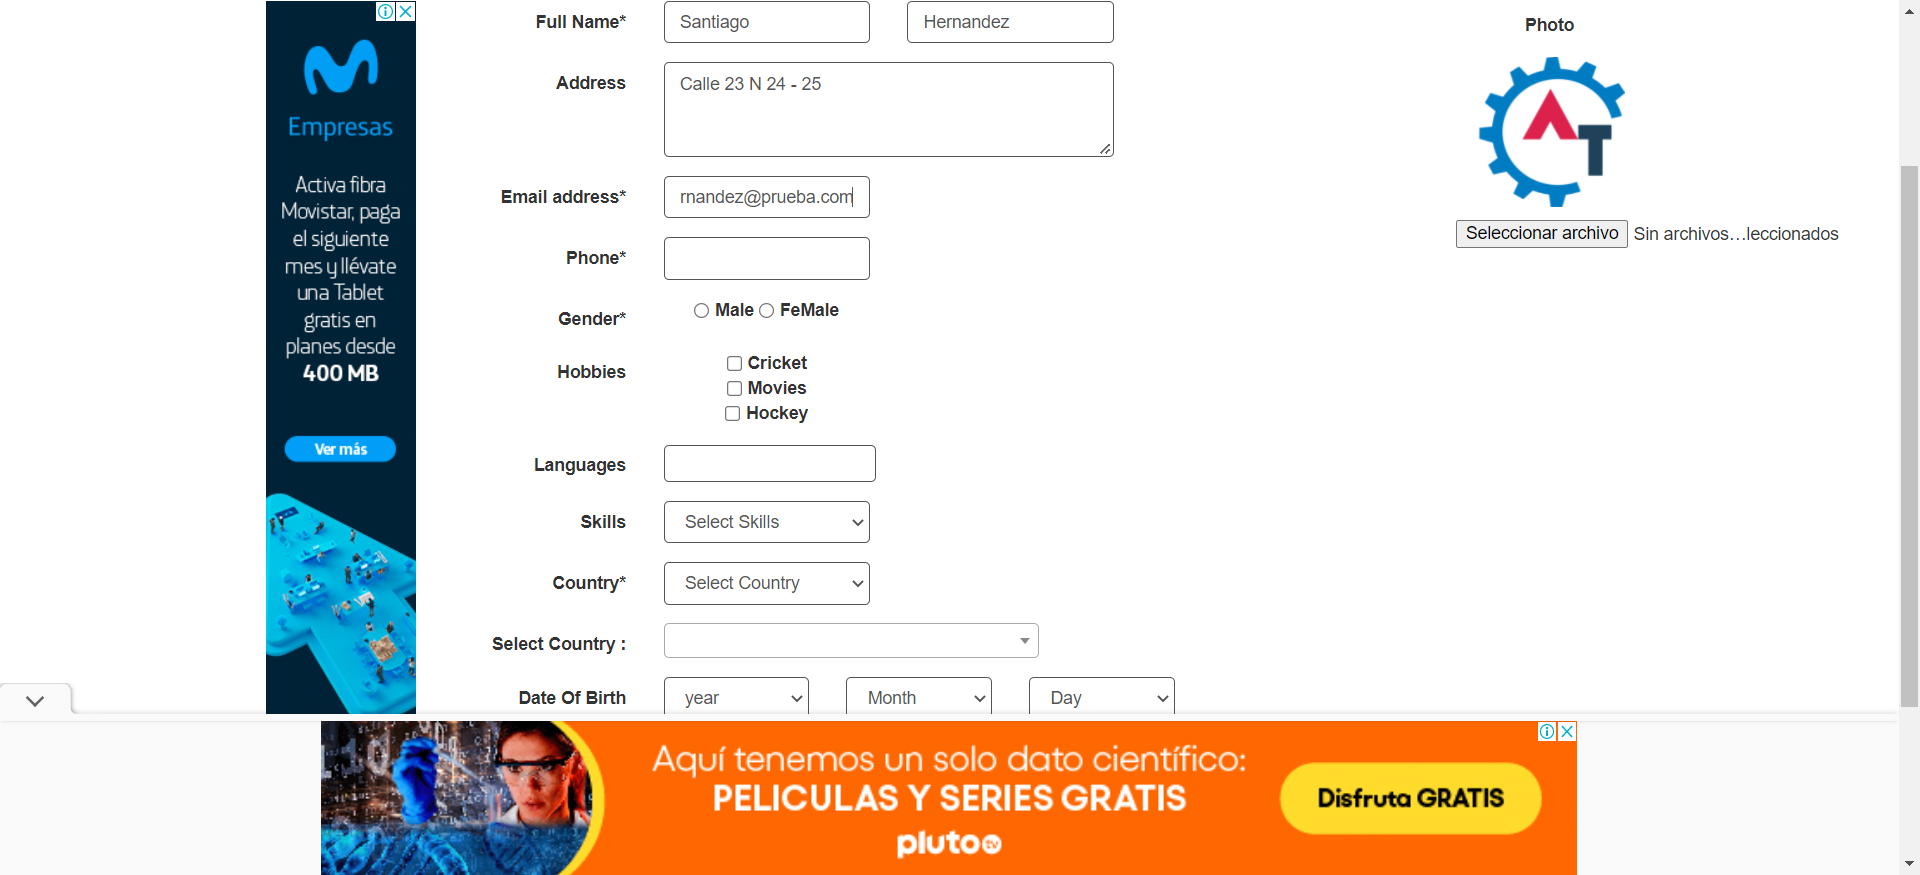 Full Name*
Santiago
Hernandez
Address
Calle 23 N 24 - 25
Email address*
rnandez@prueba.com
Phone*
Gender*
Male
FeMale
Hobbies
Cricket
Movies
Hockey
Languages
Skills
Select Skills
Country*
Select Country
Select Country :
Date Of Birth
year
Month
Day
Photo
AT
Seleccionar archivo
Sin archivos...leccionados
Empresas
Activa fibra
Movistar, paga
el siguiente
mes y llévate
una Tablet
gratis en
planes desde
400 MB
Ver más
Aquí tenemos un solo dato científico:
PELICULAS Y SERIES GRATIS
pluto tv
Disfruta GRATIS